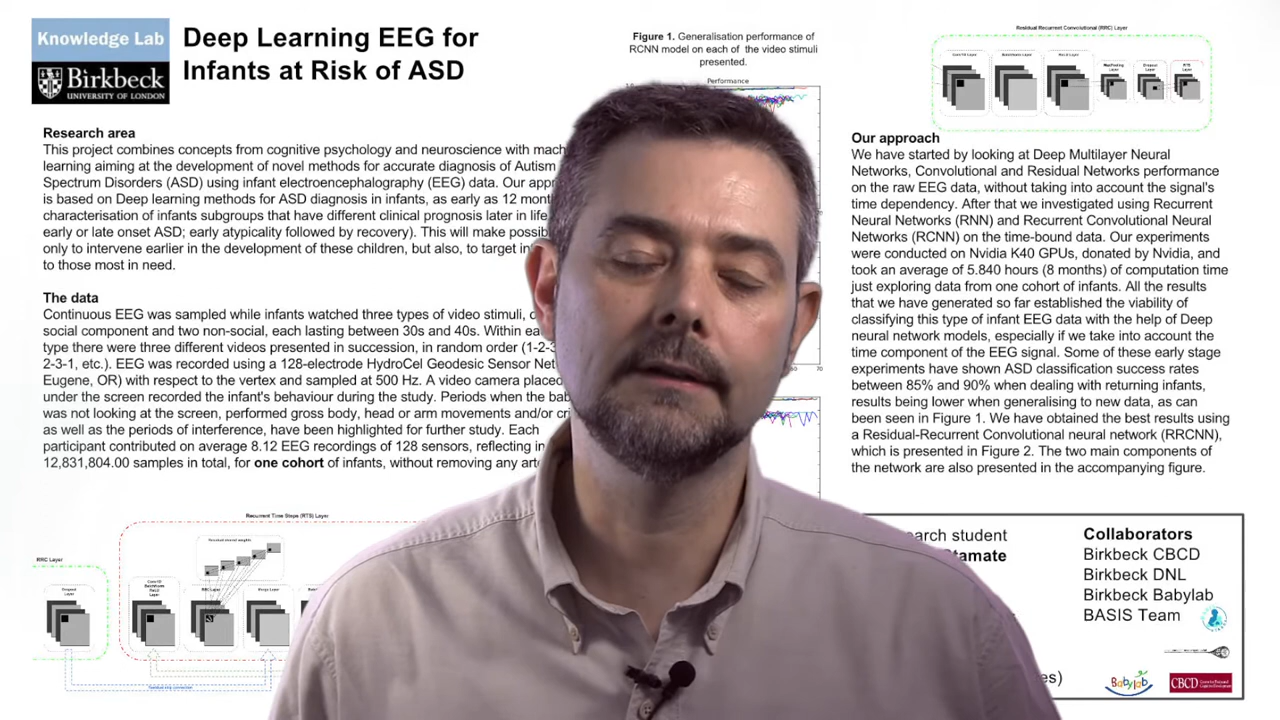 Knowledge Lab
Birkbeck
UNIVERSITY OF LONDON
Deep Learning EEG for
Infants at Risk of ASD
Research area
This project combines concepts from cognitive psychology and neuroscience with
learning aiming at the development of novel methods for accurate diagnosis of Autism
Spectrum Disorders (ASD) using infant electroencephalography (EEG) data. Our
is based on Deep learning methods for ASD diagnosis in infants, as early as 12
characterisation of infants subgroups that have different clinical prognosis later in life
early or late onset ASD; early atypicality followed by recovery). This will make
only to intervene earlier in the development of these children, but also, to target
to those most in need.
The data
Continuous EEG was sampled while infants watched three types of video stimuli,
social component and two non-social, each lasting between 30s and 40s. Within
type there were three different videos presented in succession, in random order (1-2-3
2-3-1, etc.). EEG was recorded using a 128-electrode HydroCel Geodesic Sensor Net
Eugene, OR) with respect to the vertex and sampled at 500 Hz. A video camera placed
under the screen recorded the infant's behaviour during the study. Periods when the
was not looking at the screen, performed gross body, head or arm movements and/or
as well as the periods of interference, have been highlighted for further study. Each
participant contributed on average 8.12 EEG recordings of 128 sensors, reflecting in
12,831,804.00 samples in total, for one cohort of infants, without removing any
Figure 1. Generalisation performance of
RCNN model on each of the video stimuli
presented.
Performance
70
70
Residual Recurrent Convolutional (RRC) Layer
Our approach
We have started by looking at Deep Multilayer Neural
Networks, Convolutional and Residual Networks performance
on the raw EEG data, without taking into account the signal's
time dependency. After that we investigated using Recurrent
Neural Networks (RNN) and Recurrent Convolutional Neural
Networks (RCNN) on the time-bound data. Our experiments
were conducted on Nvidia K40 GPUs, donated by Nvidia, and
took an average of 5.840 hours (8 months) of computation time
just exploring data from one cohort of infants. All the results
that we have generated so far established the viability of
classifying this type of infant EEG data with the help of Deep
neural network models, especially if we take into account the
time component of the EEG signal. Some of these early stage
experiments have shown ASD classification success rates
between 85% and 90% when dealing with returning infants,
results being lower when generalising to new data, as can
been seen in Figure 1. We have obtained the best results using
a Residual-Recurrent Convolutional neural network (RRCNN),
which is presented in Figure 2. The two main components of
the network are also presented in the accompanying figure.
Recurrent Time Steps (RTS) Layer
RRC Layer
student
Collaborators
Birkbeck CBCD
Birkbeck DNL
Birkbeck Babylab
BASIS Team
Babylab
CBCD